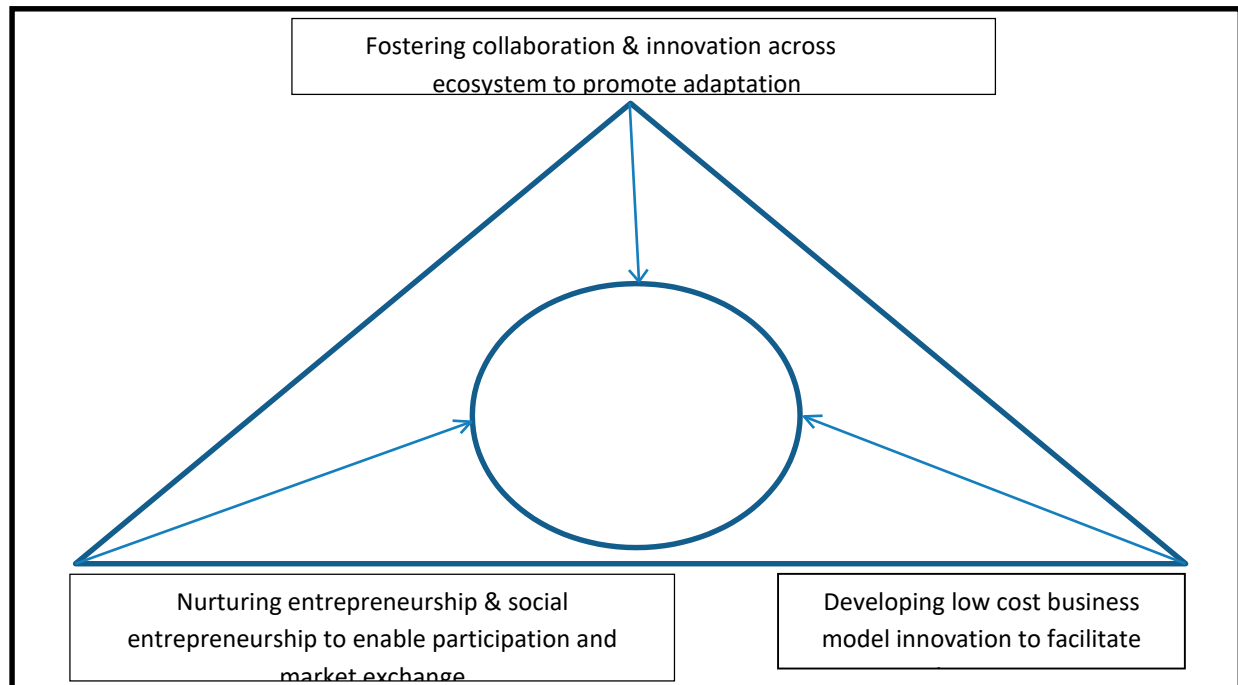 Fostering collaboration & innovation across
ecosystem to promote adaptation
Nurturing entrepreneurship & social
entrepreneurship to enable participation and
market exchange
Developing low cost business
model innovation to facilitate